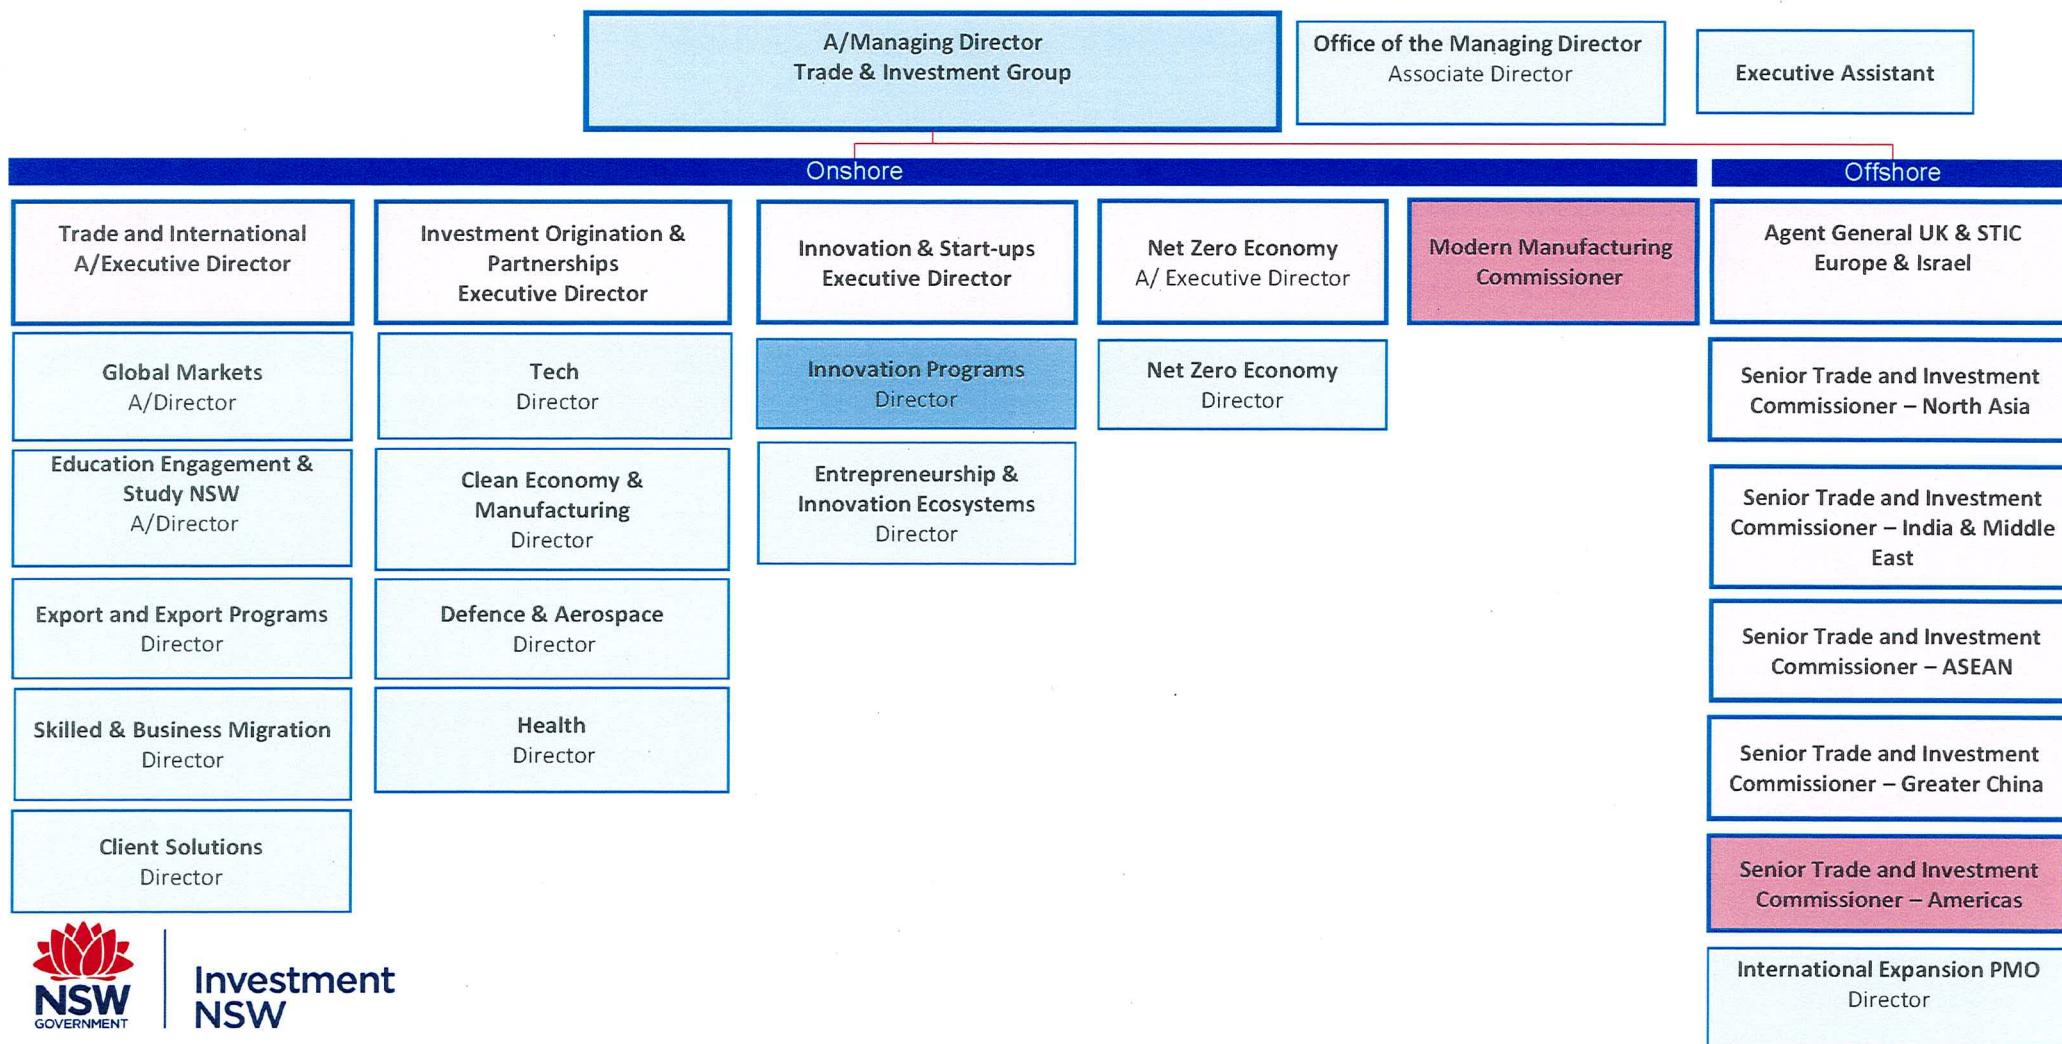 A/Managing Director
Trade & Investment Group
Office of the Managing Director
Associate Director
Executive Assistant
Onshore
Offshore
Trade and International
A/Executive Director
Global Markets
A/Director
Education Engagement &
Study NSW
A/Director
Export and Export Programs
Director
Skilled & Business Migration
Director
Client Solutions
Director
Investment Origination &
Partnerships
Executive Director
Tech
Director
Clean Economy &
Manufacturing
Director
Defence & Aerospace
Director
Health
Director
Innovation & Start-ups
Executive Director
Innovation Programs
Director
Entrepreneurship &
Innovation Ecosystems
Director
Net Zero Economy
A/ Executive Director
Net Zero Economy
Director
Modern Manufacturing
Commissioner
Agent General UK & STIC
Europe & Israel
Senior Trade and Investment
Commissioner – North Asia
Senior Trade and Investment
Commissioner – India & Middle
East
Senior Trade and Investment
Commissioner – ASEAN
Senior Trade and Investment
Commissioner – Greater China
Senior Trade and Investment
Commissioner – Americas
International Expansion PMO
Director
NSW
GOVERNMENT
Investment
NSW